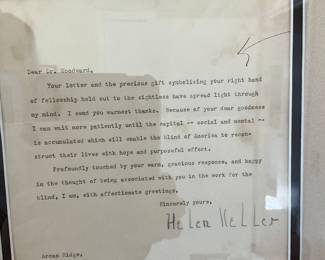 Dear Dr. Woodward,
Your letter and the precious gift symbolizing your right hand
of fellowship held out to the sightless have spread light through
my mind. I send you warmest thanks. Because of your dear goodness
I can wait more patiently until the capital -- social and mental --
is accumulated which will enable the blind of America to recon-
struct their lives with hope and purposeful effort.
Profoundly touched by your warm, gracious response, and happy
in the thought of being associated with you in the work for the
blind, I am, with affectionate greetings,
Sincerely yours,
Helen Keller
Arcan Ridge,